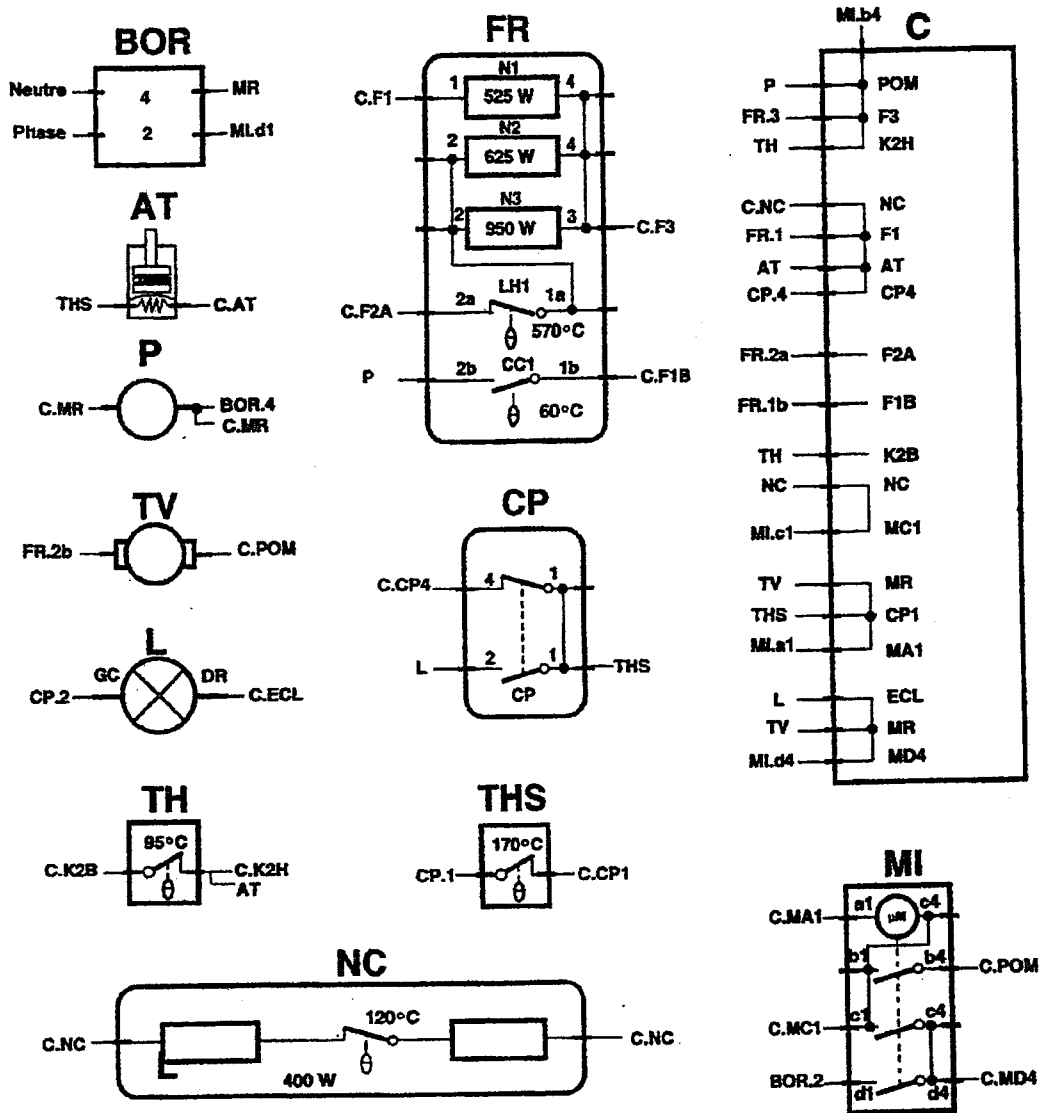 BOR
Neutre 4 MR
Phase 2 MI.d1
AT
THS C.AT
P
C.MR BOR.4
C.MR
TV
FR.2b C.POM
L
GC DR
CP.2 C.ECL
TH
95°C
C.K2B C.K2H
AT
FR
N1
C.F1 1 525 W 4
N2
2 625 W 4
N3
2 950 W 3 C.F3
LH1
C.F2A 2a 1a
570°C
CC1
P 2b 1b C.F1B
60°C
CP
C.CP4 4 1
L 2 1 THS
CP
THS
170°C
CP.1 C.CP1
NC
120°C
C.NC C.NC
400 W
MI.b4
C
P POM
FR.3 F3
TH K2H
C.NC NC
FR.1 F1
AT AT
CP.4 CP4
FR.2a F2A
FR.1b F1B
TH K2B
NC NC
MI.c1 MC1
TV MR
THS CP1
MI.a1 MA1
L ECL
TV MR
MI.d4 MD4
MI
C.MA1 a1 µM c4
b1 b4 C.POM
C.MC1 c1 c4
BOR.2 d1 d4 C.MD4